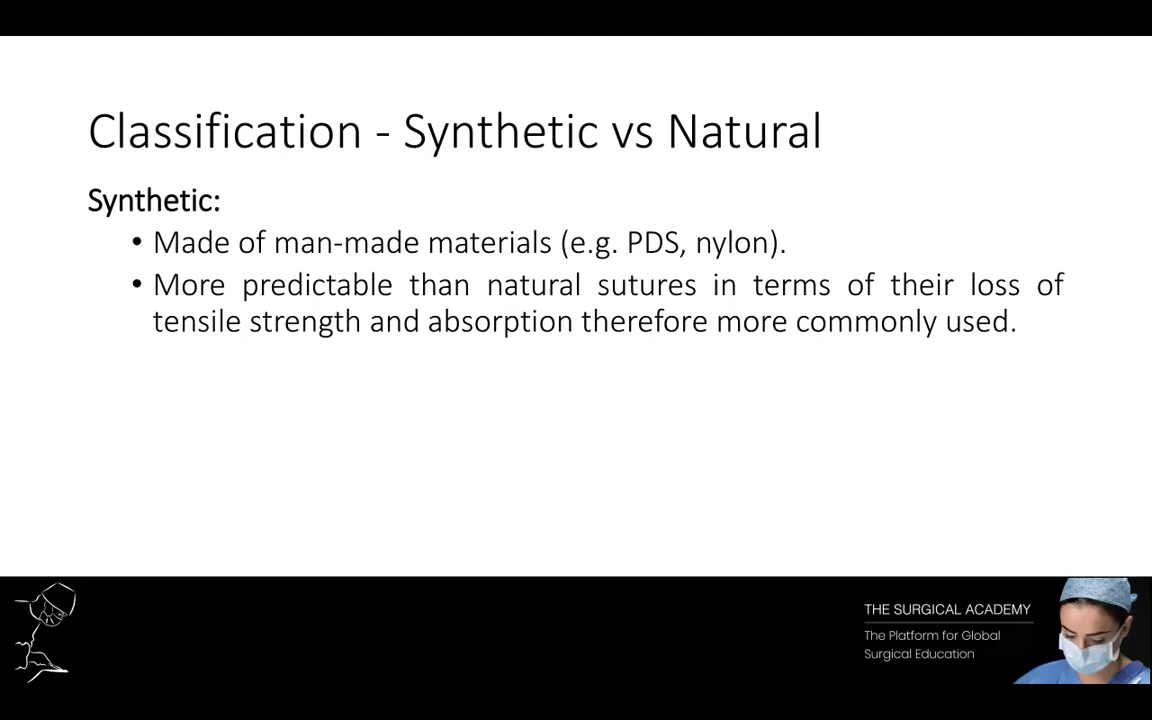 Classification - Synthetic vs Natural
Synthetic:
• Made of man-made materials (e.g. PDS, nylon).
• More predictable than natural sutures in terms of their loss of
tensile strength and absorption therefore more commonly used.
THE SURGICAL ACADEMY
The Platform for Global
Surgical Education